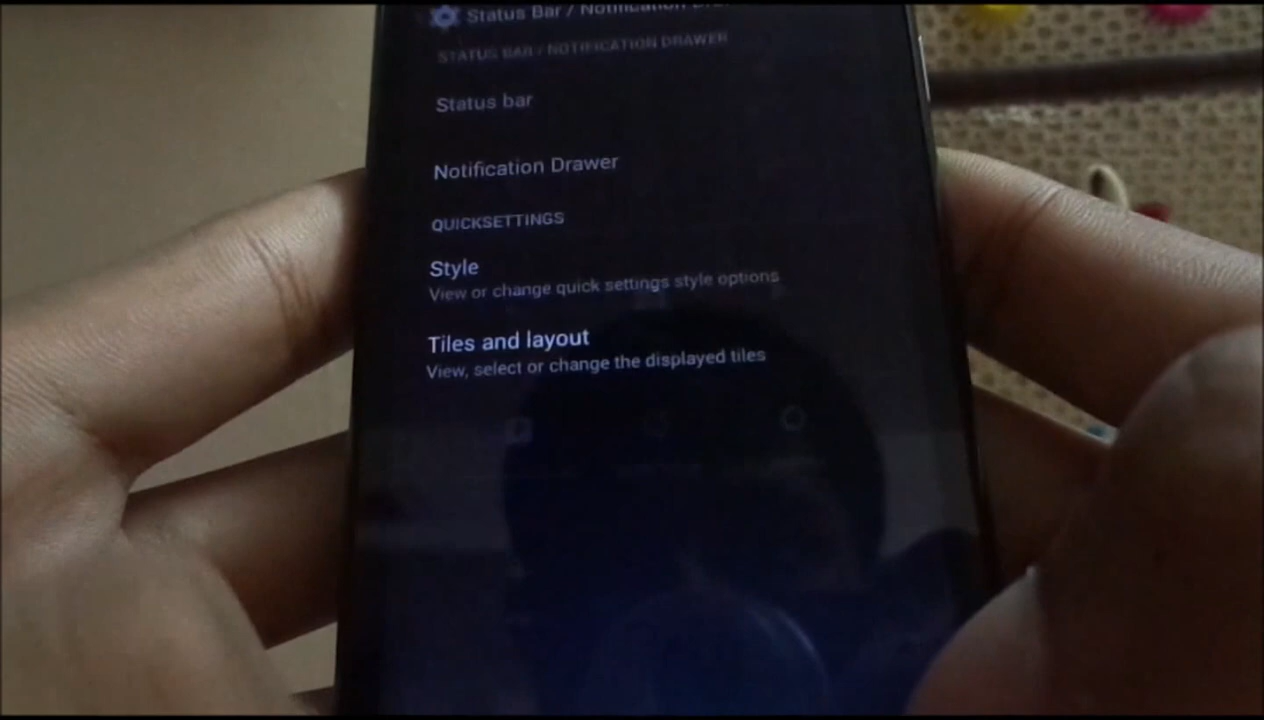 Status Bar / Notification
STATUS BAR / NOTIFICATION DRAWER
Status bar
Notification Drawer
QUICKSETTINGS
Style
View or change quick settings style options
Tiles and layout
View, select or change the displayed tiles